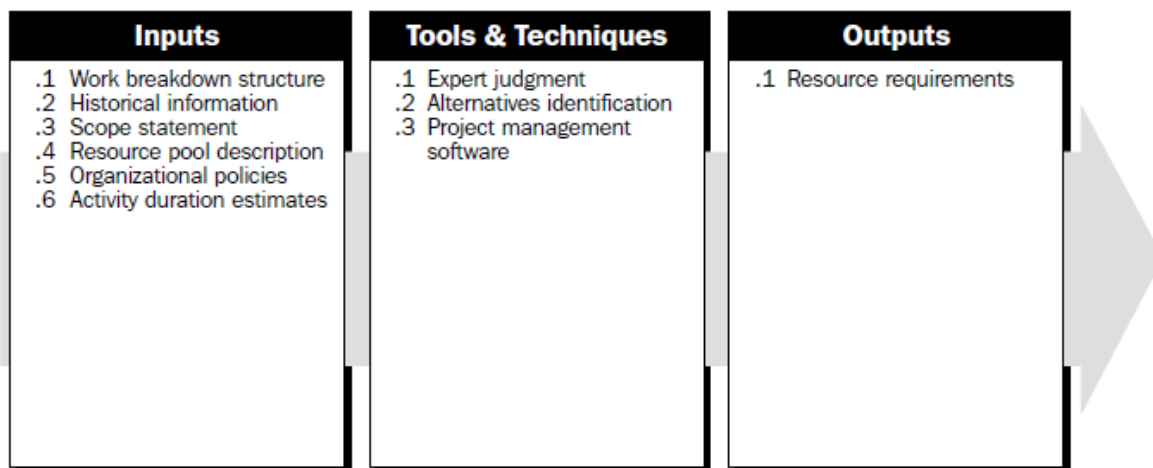 Inputs
.1 Work breakdown structure
.2 Historical information
.3 Scope statement
.4 Resource pool description
.5 Organizational policies
.6 Activity duration estimates
Tools & Techniques
.1 Expert judgment
.2 Alternatives identification
.3 Project management
software
Outputs
.1 Resource requirements